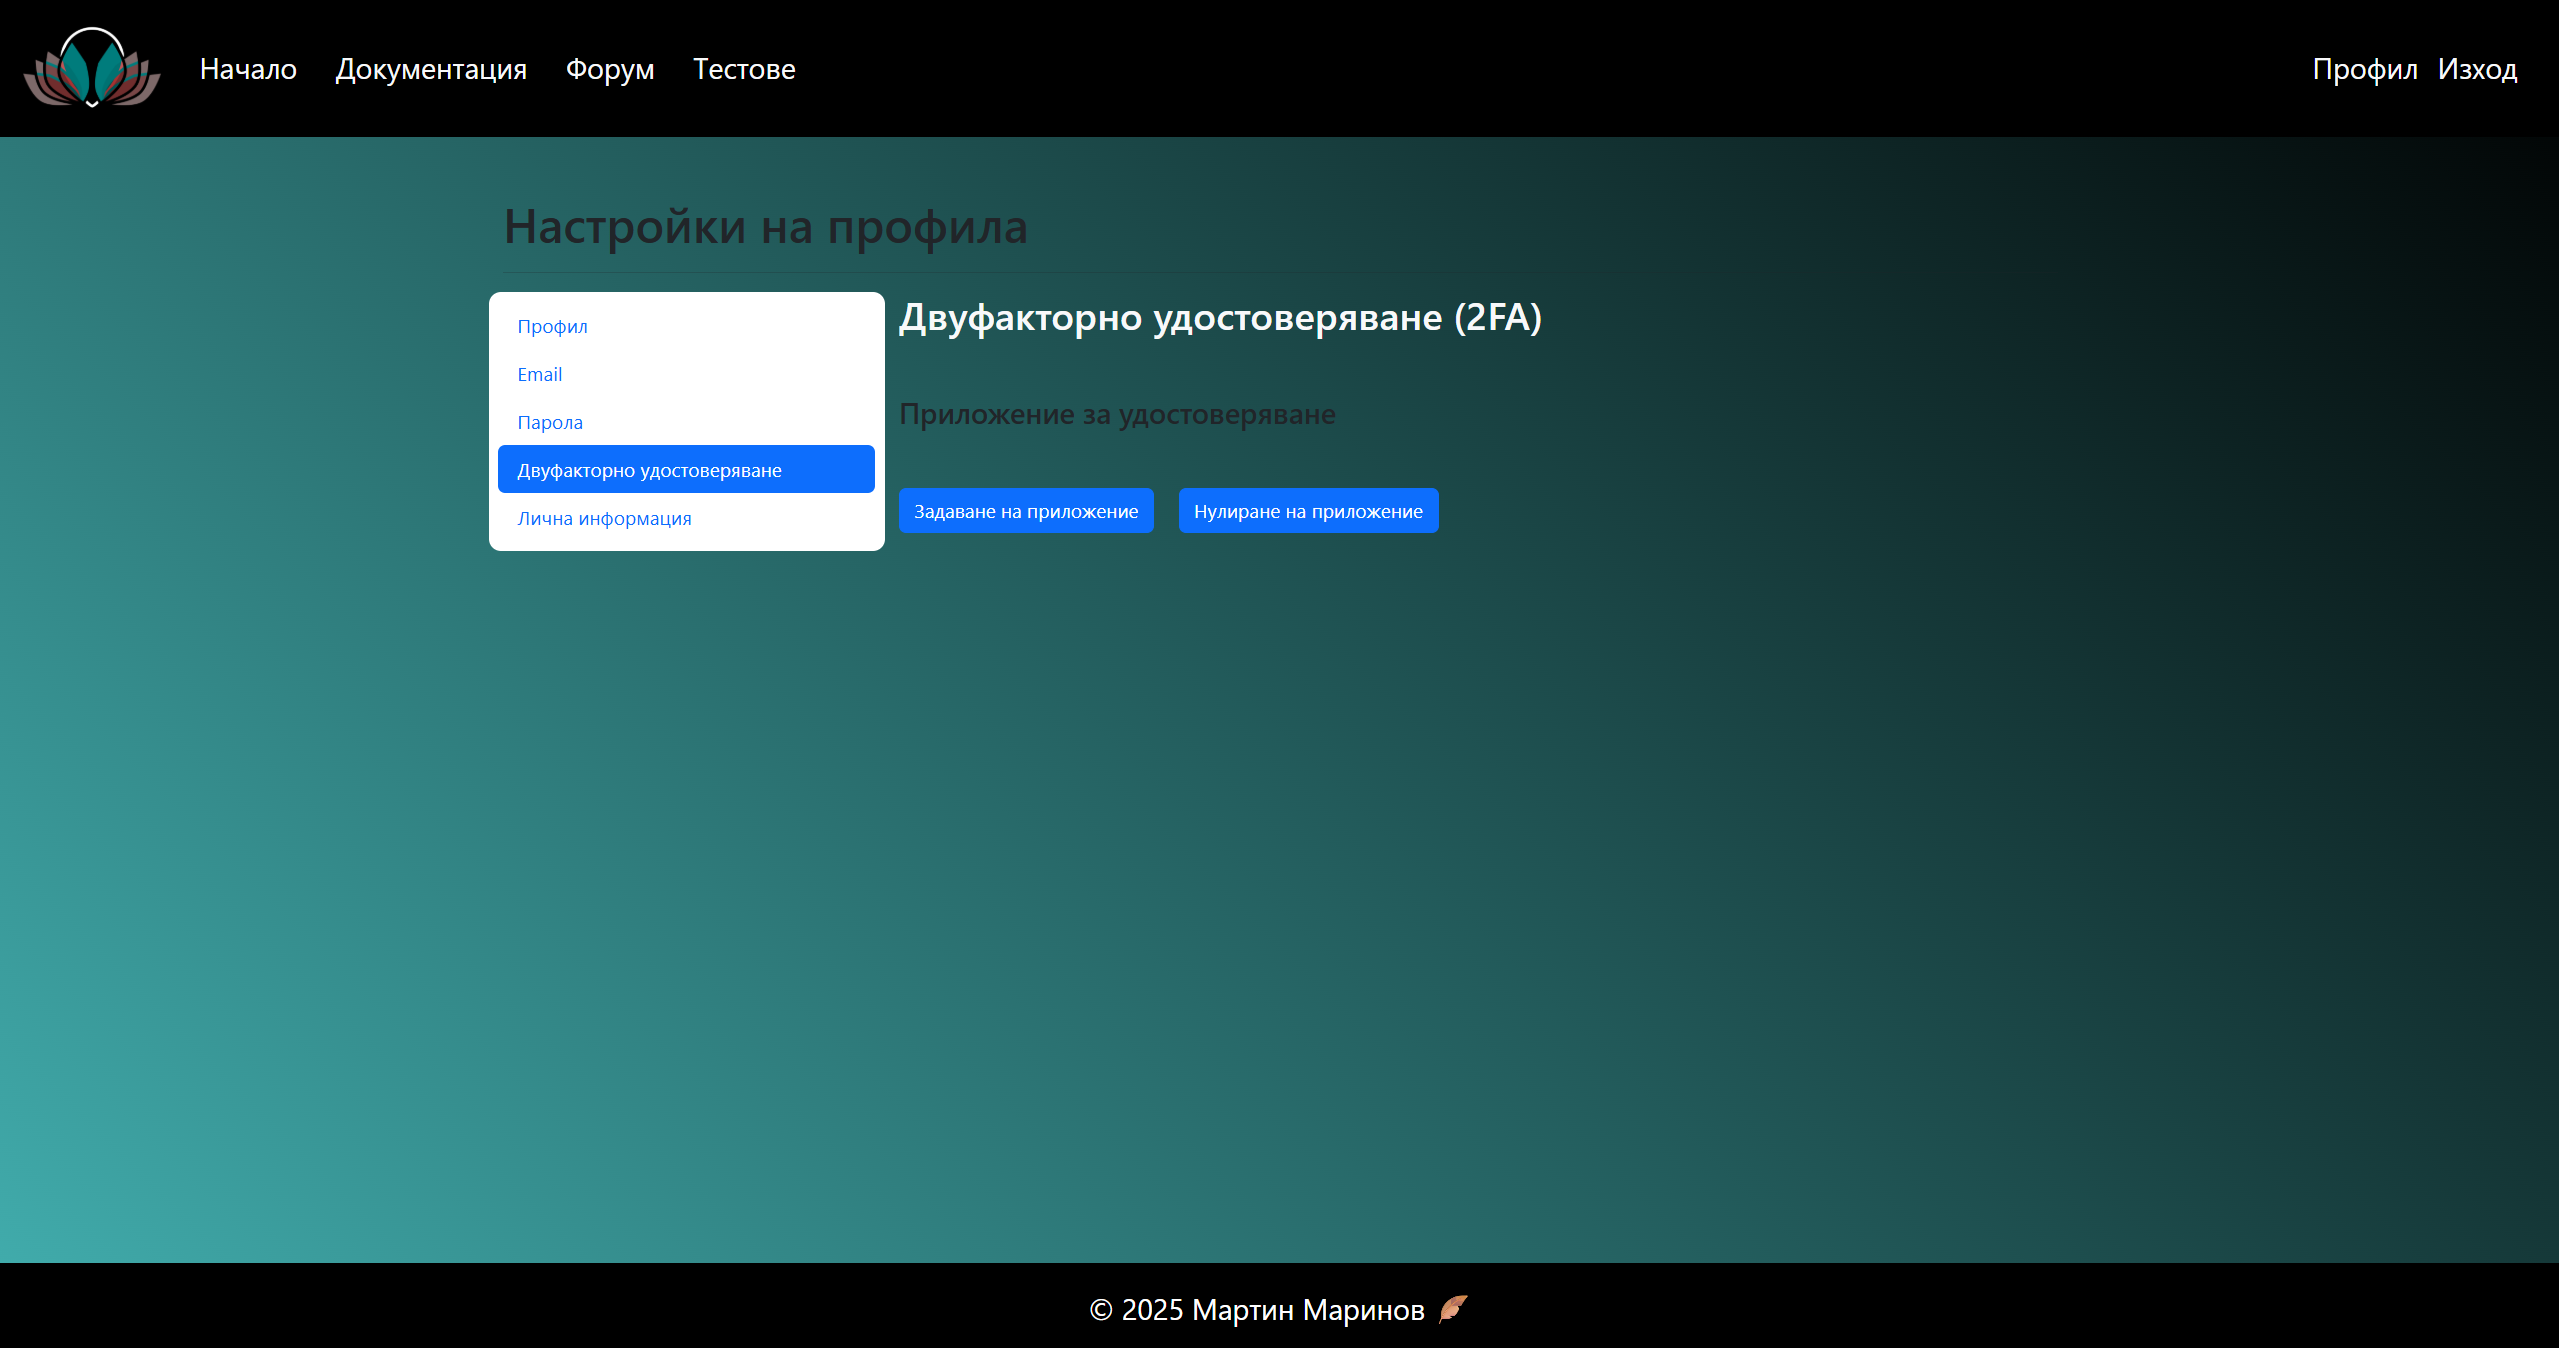 Начало Документация Форум Тестове Профил Изход
Настройки на профила
Профил
Email
Парола
Двуфакторно удостоверяване
Лична информация
Двуфакторно удостоверяване (2FA)
Приложение за удостоверяване
Задаване на приложение Нулиране на приложение
© 2025 Мартин Маринов